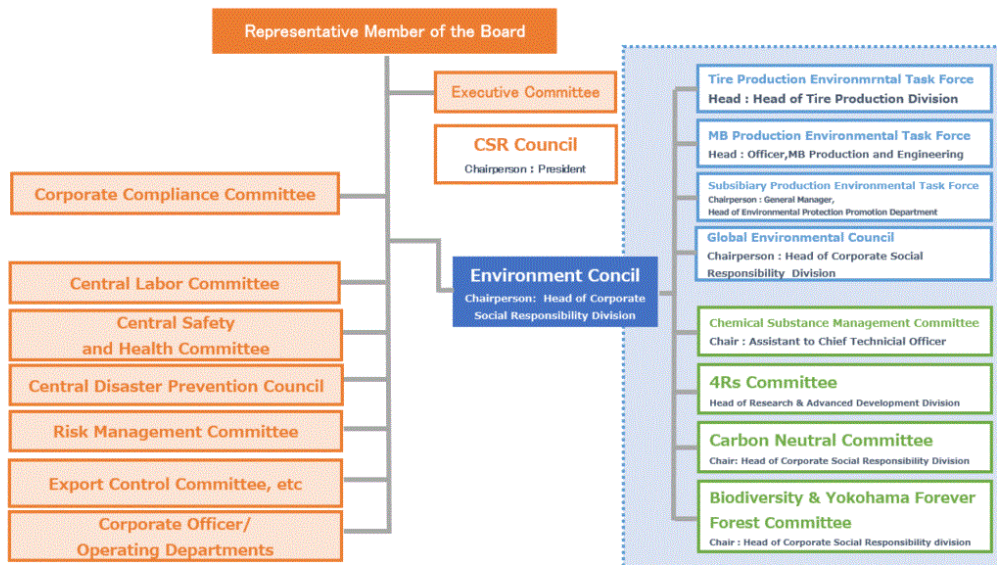 Representative Member of the Board
Executive Committee
CSR Council
Chairperson : President
Corporate Compliance Committee
Central Labor Committee
Central Safety
and Health Committee
Central Disaster Prevention Council
Risk Management Committee
Export Control Committee, etc
Corporate Officer/
Operating Departments
Environment Concil
Chairperson: Head of Corporate
Social Responsibility Division
Tire Production Environmrntal Task Force
Head : Head of Tire Production Division
MB Production Environmental Task Force
Head : Officer,MB Production and Engineering
Subsibiary Production Environmental Task Force
Chairperson : General Manager,
Head of Environmental Protection Promotion Department
Global Environmental Council
Chairperson : Head of Corporate Social
Responsibility Division
Chemical Substance Management Committee
Chair : Assistant to Chief Technicial Officer
4Rs Committee
Head of Research & Advanced Development Division
Carbon Neutral Committee
Chair: Head of Corporate Social Responsibility Division
Biodiversity & Yokohama Forever
Forest Committee
Chair : Head of Corporate Social Responsibility division